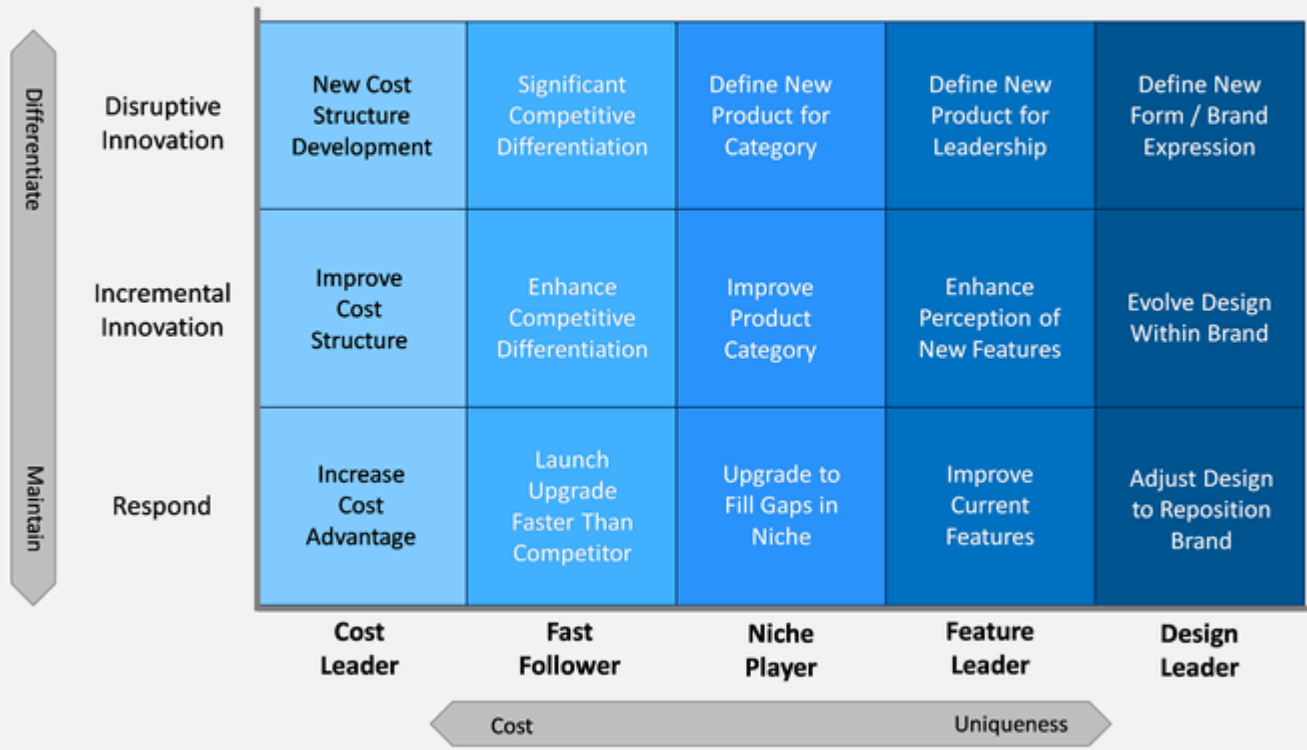 Differentiate
Maintain
Disruptive
Innovation
New Cost
Structure
Development
Significant
Competitive
Differentiation
Define New
Product for
Category
Define New
Product for
Leadership
Define New
Form / Brand
Expression
Incremental
Innovation
Improve
Cost
Structure
Enhance
Competitive
Differentiation
Improve
Product
Category
Enhance
Perception of
New Features
Evolve Design
Within Brand
Respond
Increase
Cost
Advantage
Launch
Upgrade
Faster Than
Competitor
Upgrade to
Fill Gaps in
Niche
Improve
Current
Features
Adjust Design
to Reposition
Brand
Cost
Leader
Fast
Follower
Niche
Player
Feature
Leader
Design
Leader
Cost
Uniqueness